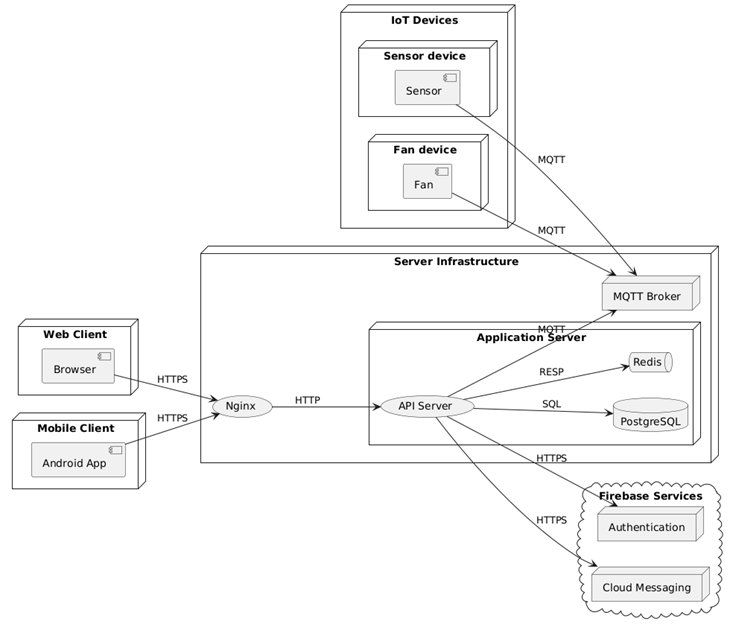 IoT Devices
Sensor device
Sensor
Fan device
Fan
MQTT
MQTT
Server Infrastructure
MQTT Broker
Application Server
MQTT
Redis
RESP
Web Client
Browser
HTTPS
Nginx
HTTP
API Server
SQL
PostgreSQL
Mobile Client
Android App
HTTPS
HTTPS
Firebase Services
Authentication
HTTPS
Cloud Messaging